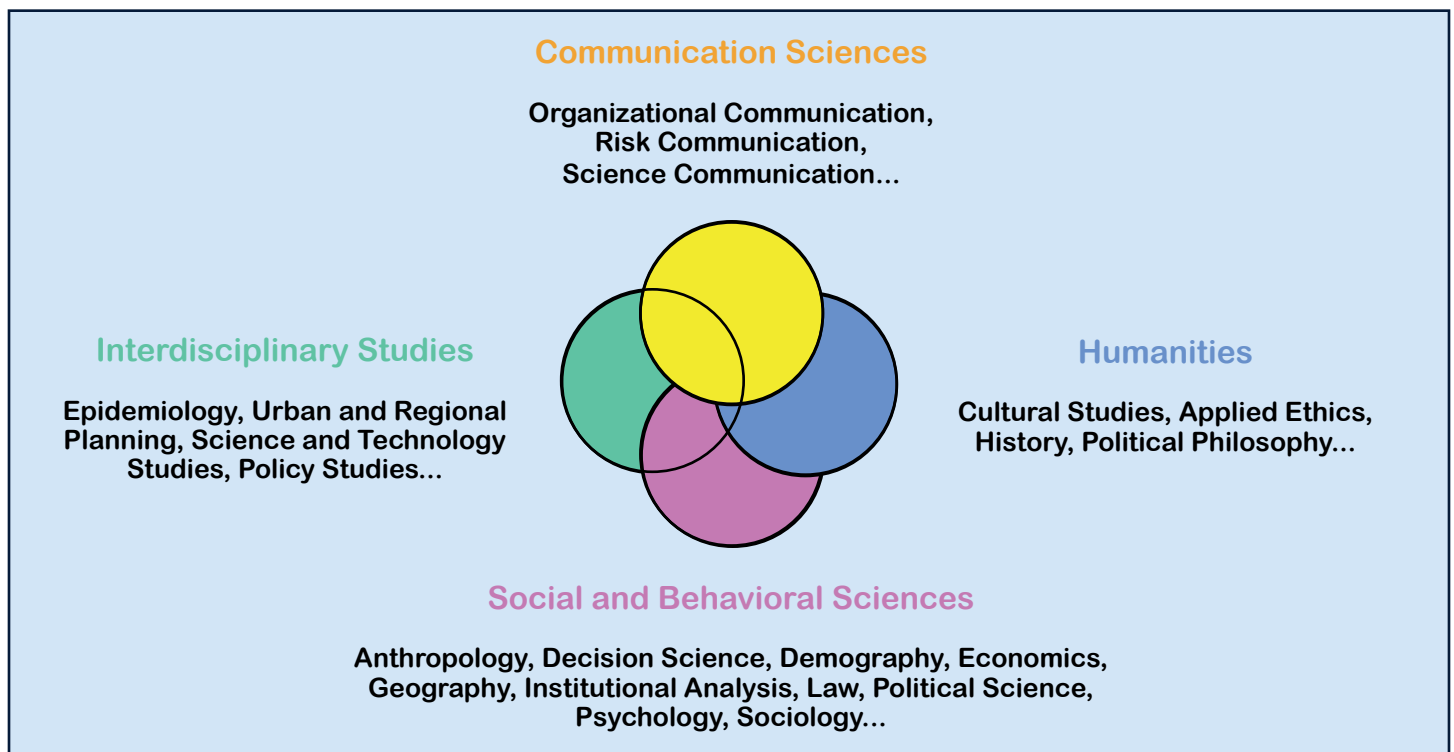 Communication Sciences
Organizational Communication,
Risk Communication,
Science Communication...
Interdisciplinary Studies
Epidemiology, Urban and Regional
Planning, Science and Technology
Studies, Policy Studies...
Humanities
Cultural Studies, Applied Ethics,
History, Political Philosophy...
Social and Behavioral Sciences
Anthropology, Decision Science, Demography, Economics,
Geography, Institutional Analysis, Law, Political Science,
Psychology, Sociology...